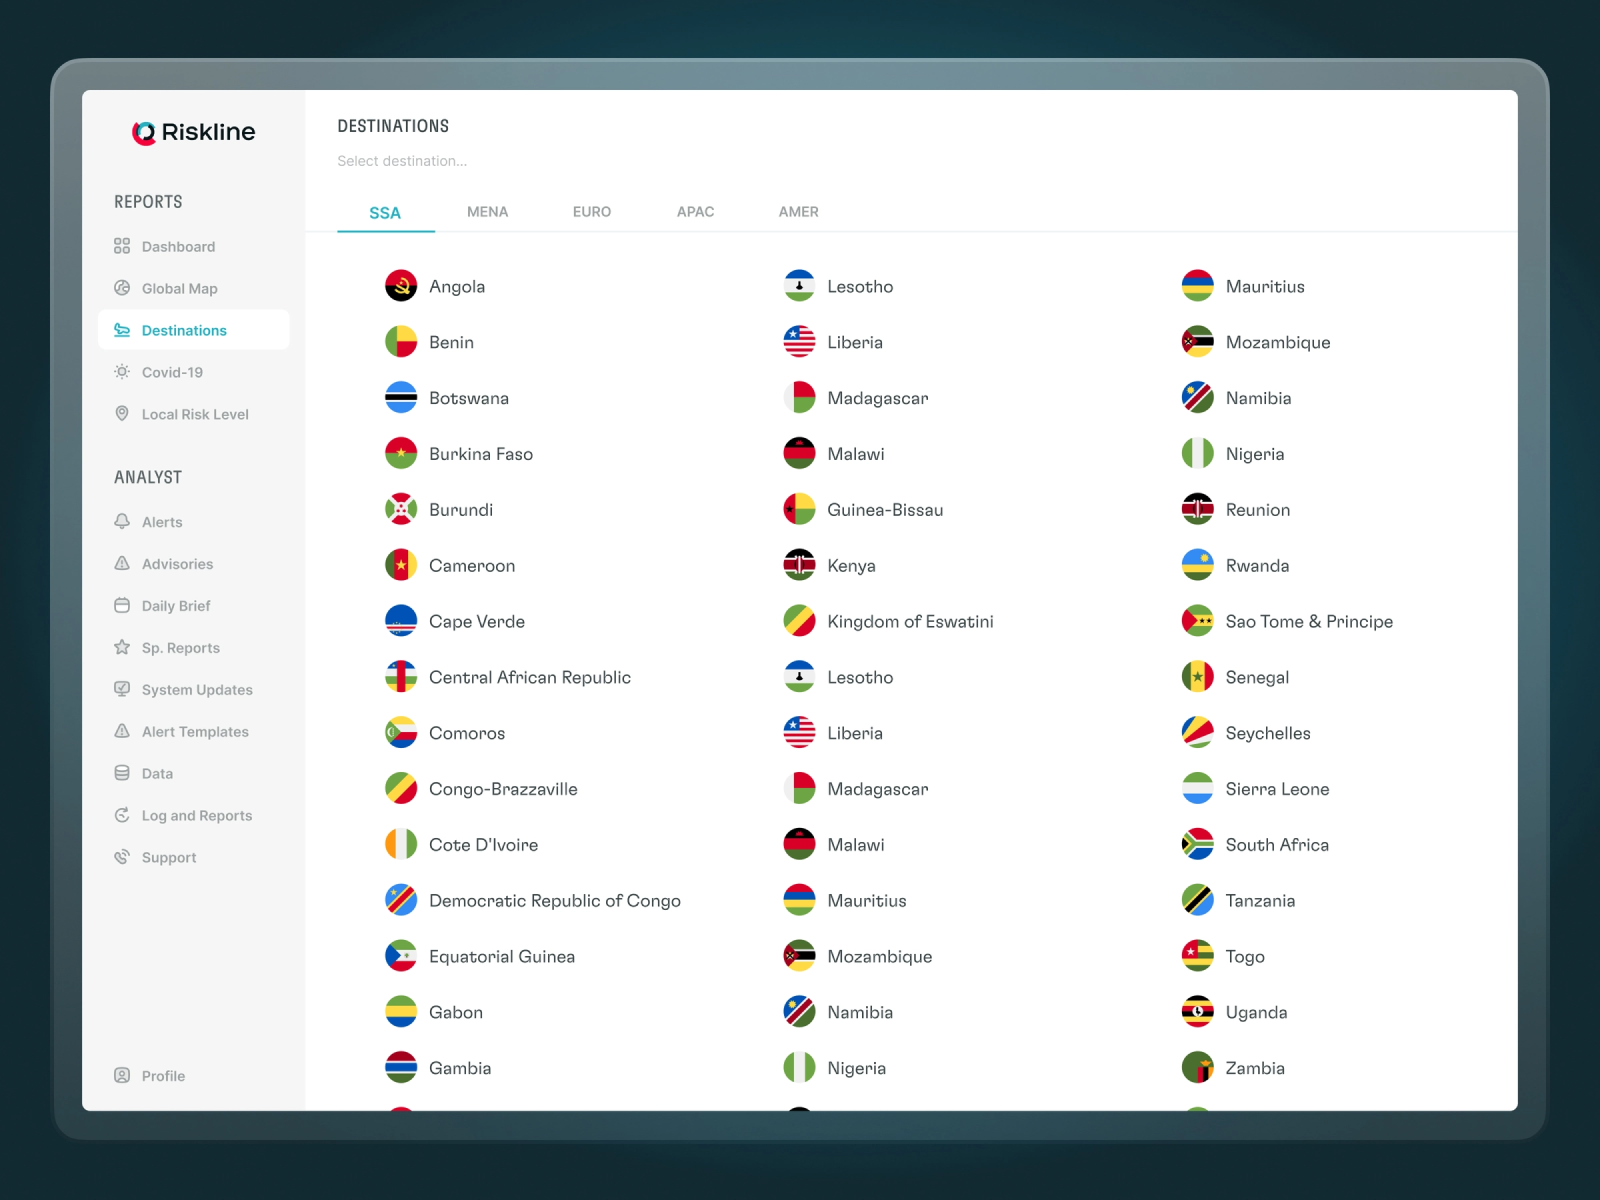 Riskline
REPORTS
Dashboard
Global Map
Destinations
Covid-19
Local Risk Level
ANALYST
Alerts
Advisories
Daily Brief
Sp. Reports
System Updates
Alert Templates
Data
Log and Reports
Support
Profile
DESTINATIONS
Select destination...
SSA MENA EURO APAC AMER
Angola
Benin
Botswana
Burkina Faso
Burundi
Cameroon
Cape Verde
Central African Republic
Comoros
Congo-Brazzaville
Cote D'Ivoire
Democratic Republic of Congo
Equatorial Guinea
Gabon
Gambia
Lesotho
Liberia
Madagascar
Malawi
Guinea-Bissau
Kenya
Kingdom of Eswatini
Lesotho
Liberia
Madagascar
Malawi
Mauritius
Mozambique
Namibia
Nigeria
Mauritius
Mozambique
Namibia
Nigeria
Reunion
Rwanda
Sao Tome & Principe
Senegal
Seychelles
Sierra Leone
South Africa
Tanzania
Togo
Uganda
Zambia